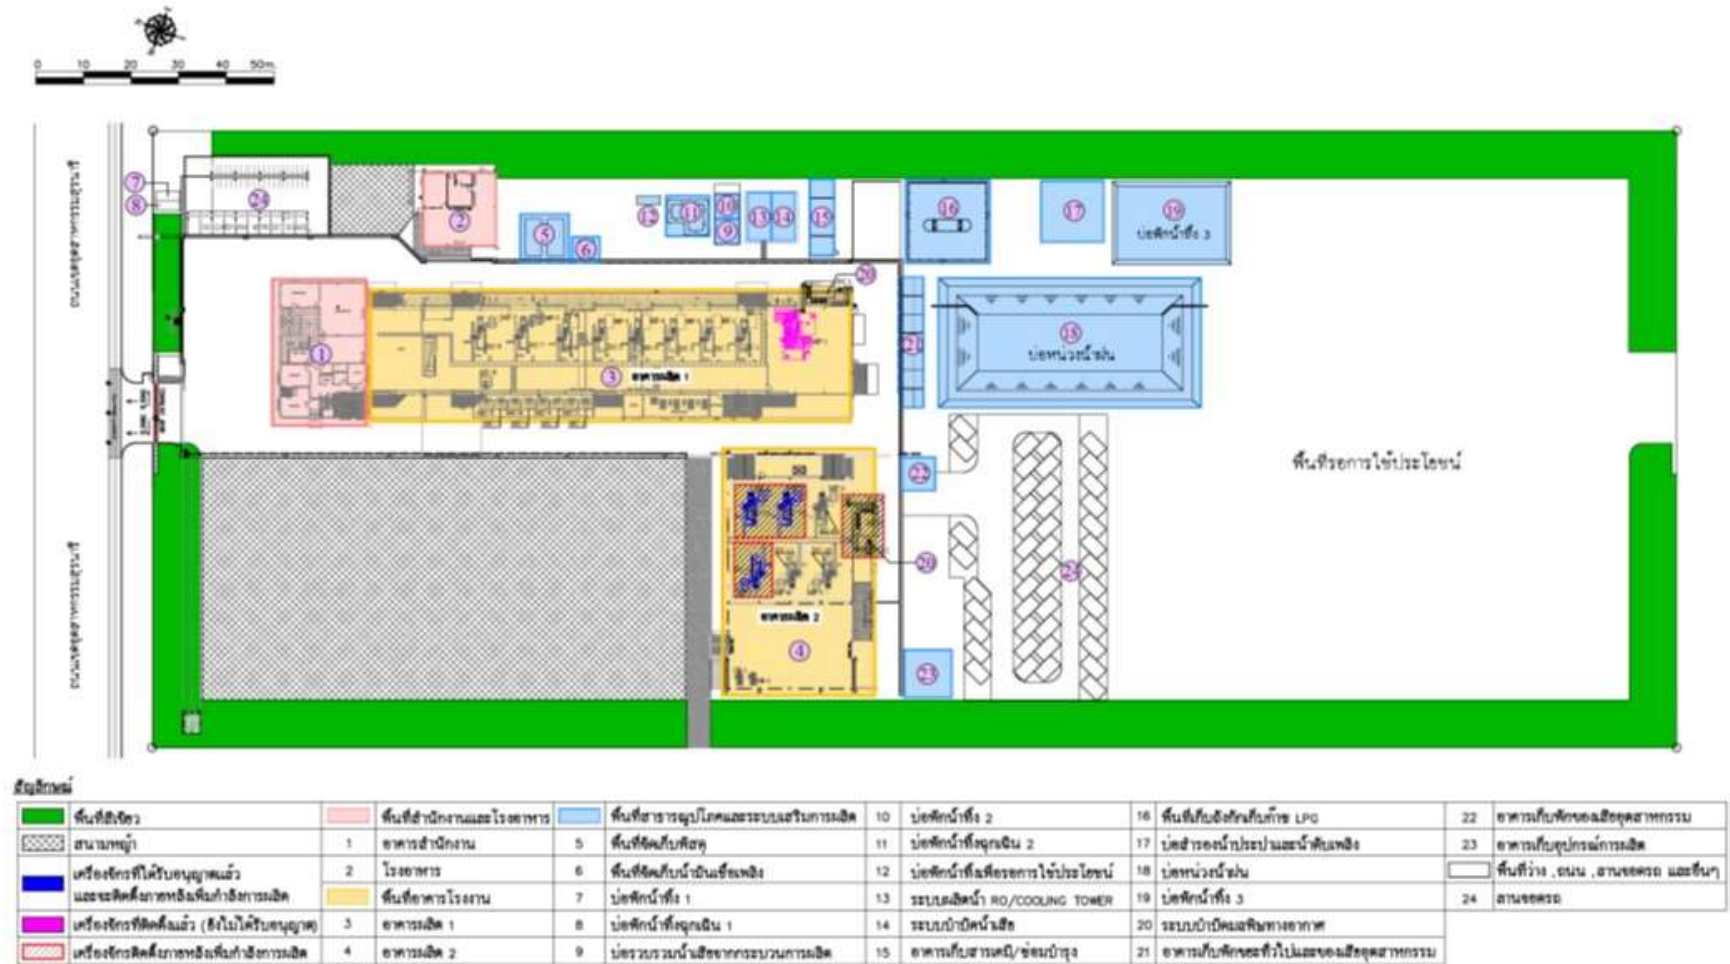 0 10 20 30 40 50m.
7
8
24
2
12
11
10
9
13
14
15
16
17
19
บ่อพักน้ำทิ้ง 3
5
6
20
1
3
อาคารผลิต 1
21
18
บ่อหน่วงน้ำฝน
พื้นที่รอการใช้ประโยชน์
22
20
24
อาคารผลิต 2
4
23
สัญลักษณ์
พื้นที่สีเขียว
สนามหญ้า
เครื่องจักรที่ได้รับอนุญาตแล้ว
และจะติดตั้งภายหลังเพิ่มกำลังการผลิต
เครื่องจักรที่ติดตั้งแล้ว (ยังไม่ได้รับอนุญาต)
เครื่องจักรติดตั้งภายหลังเพิ่มกำลังการผลิต
พื้นที่สำนักงานและโรงอาหาร
1 อาคารสำนักงาน
2 โรงอาหาร
พื้นที่อาคารโรงงาน
3 อาคารผลิต 1
4 อาคารผลิต 2
พื้นที่สาธารณูปโภคและระบบเสริมการผลิต
5 พื้นที่จัดเก็บพัสดุ
6 พื้นที่จัดเก็บน้ำมันเชื้อเพลิง
7 บ่อพักน้ำทิ้ง 1
8 บ่อพักน้ำทิ้งฉุกเฉิน 1
9 บ่อรวบรวมน้ำเสียจากกระบวนการผลิต
10 บ่อพักน้ำทิ้ง 2
11 บ่อพักน้ำทิ้งฉุกเฉิน 2
12 บ่อพักน้ำทิ้งเพื่อรอการใช้ประโยชน์
13 ระบบผลิตน้ำ RO/COOLING TOWER
14 ระบบบำบัดน้ำเสีย
15 อาคารเก็บสารเคมี/ซ่อมบำรุง
16 พื้นที่เก็บถังกักเก็บก๊าซ LPG
17 บ่อสำรองน้ำประปาและน้ำดับเพลิง
18 บ่อหน่วงน้ำฝน
19 บ่อพักน้ำทิ้ง 3
20 ระบบบำบัดมลพิษทางอากาศ
21 อาคารเก็บพักขยะทั่วไปและของเสียอุตสาหกรรม
22 อาคารเก็บพักของเสียอุตสาหกรรม
23 อาคารเก็บอุปกรณ์การผลิต
พื้นที่ว่าง ,ถนน ,ลานจอดรถ และอื่นๆ
24 ลานจอดรถ